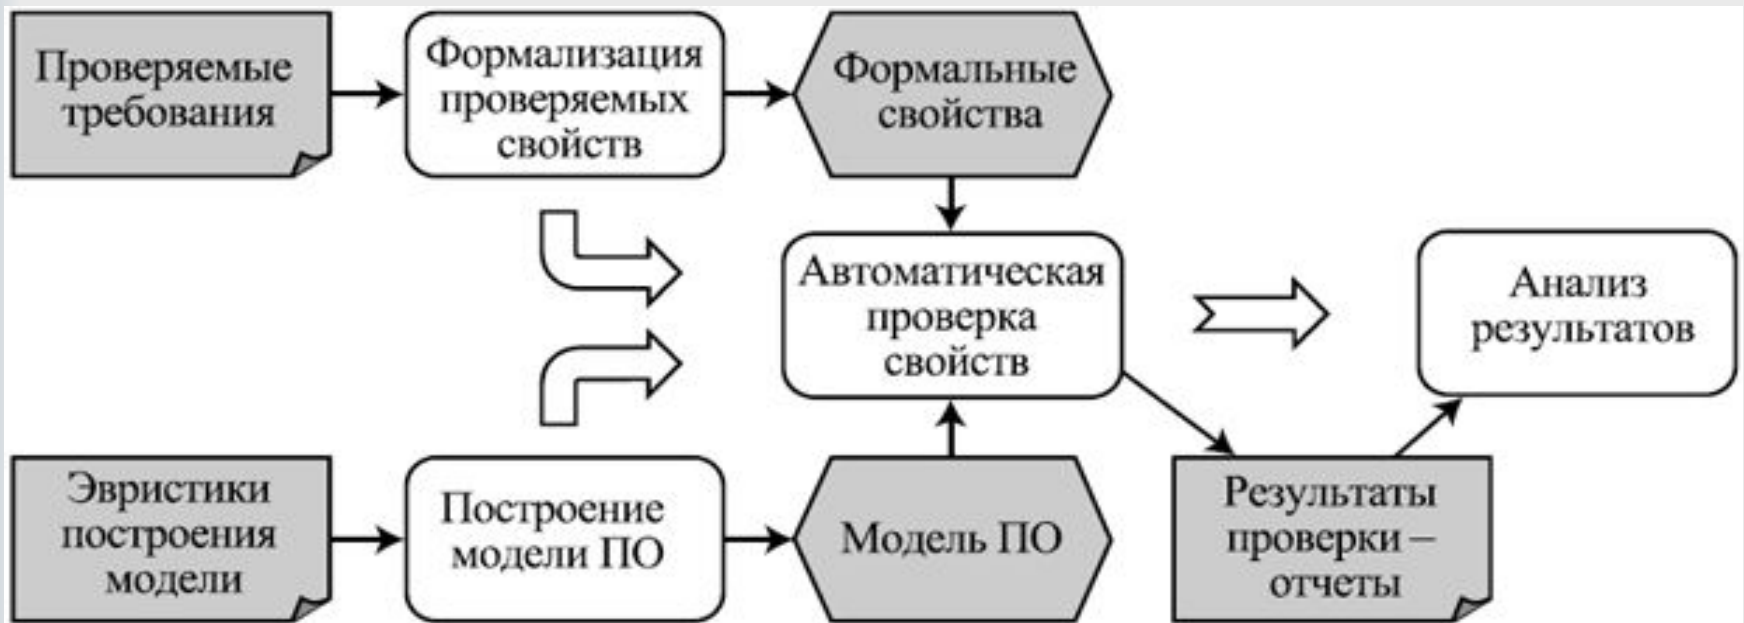 Проверяемые
требования
Формализация
проверяемых
свойств
Формальные
свойства
Автоматическая
проверка
свойств
Анализ
результатов
Эвристики
построения
модели
Построение
модели ПО
Модель ПО
Результаты
проверки –
отчеты